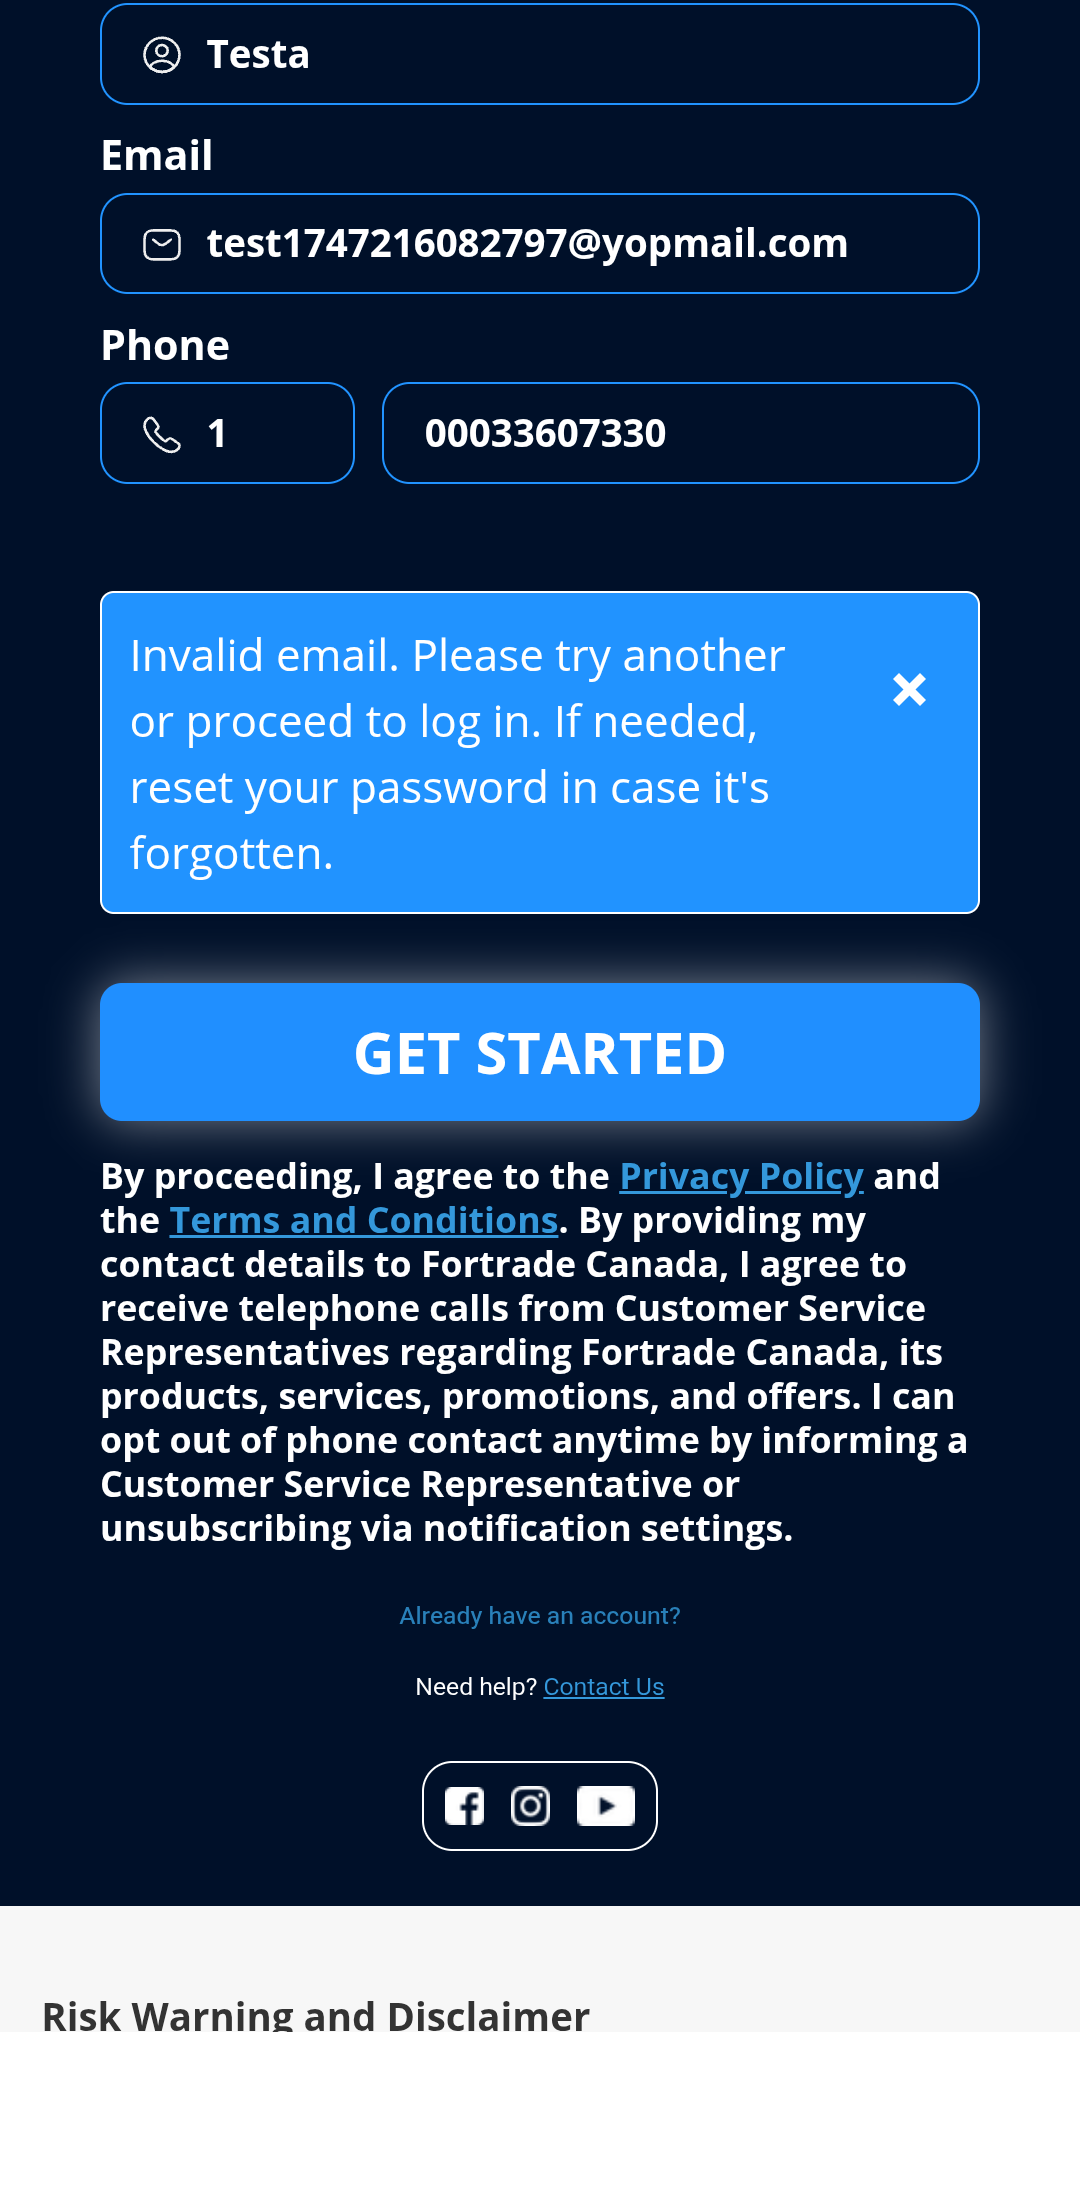 Testa
Email
test1747216082797@yopmail.com
Phone
1 00033607330
Invalid email. Please try another
or proceed to log in. If needed,
reset your password in case it's
forgotten.
GET STARTED
By proceeding, I agree to the Privacy Policy and
the Terms and Conditions. By providing my
contact details to Fortrade Canada, I agree to
receive telephone calls from Customer Service
Representatives regarding Fortrade Canada, its
products, services, promotions, and offers. I can
opt out of phone contact anytime by informing a
Customer Service Representative or
unsubscribing via notification settings.
Already have an account?
Need help? Contact Us
Risk Warning and Disclaimer